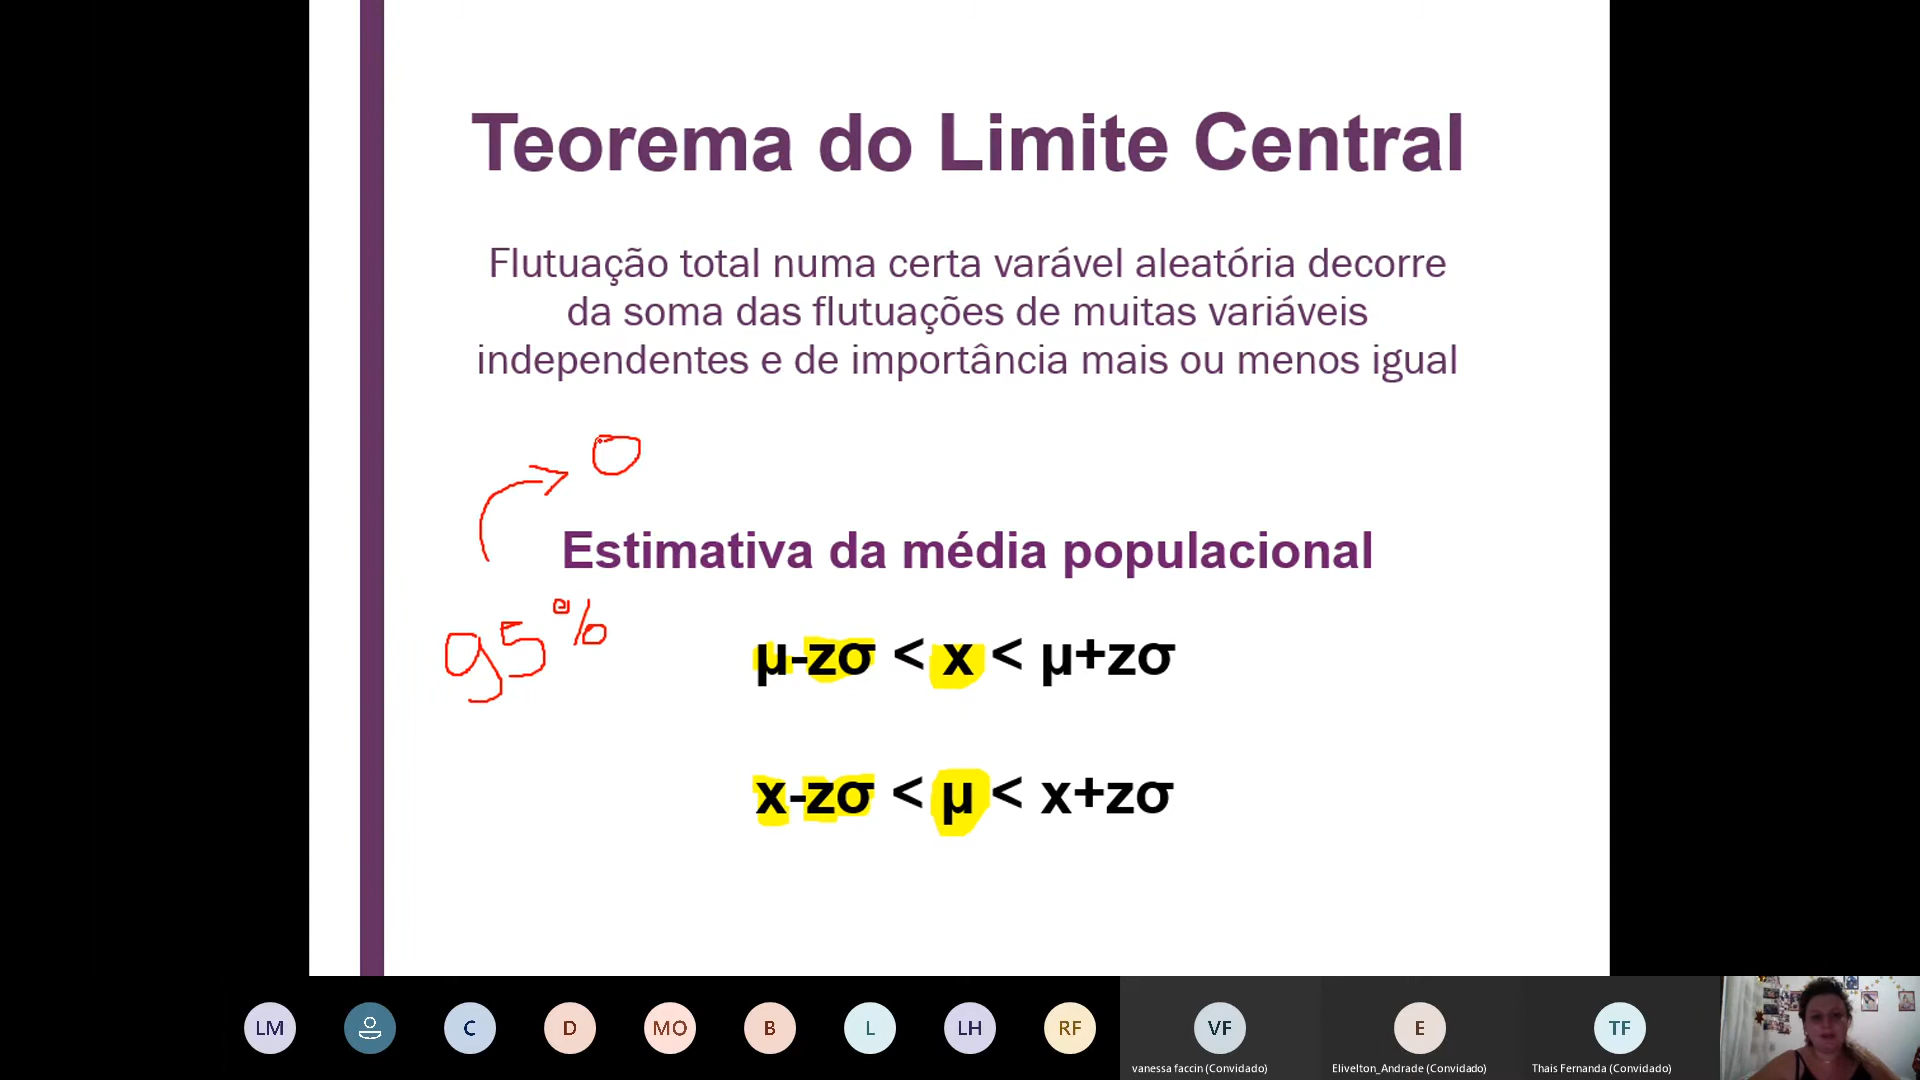 Teorema do Limite Central
Flutuação total numa certa varável aleatória decorre
da soma das flutuações de muitas variáveis
independentes e de importância mais ou menos igual
Estimativa da média populacional
95%
µ-zσ < x < µ+zσ
x-zσ < µ < x+zσ
LM
C
D
MO
B
L
LH
RF
VF
E
TF
vanessa faccin (Convidado)
Elivelton_Andrade (Convidado)
Thais Fernanda (Convidado)